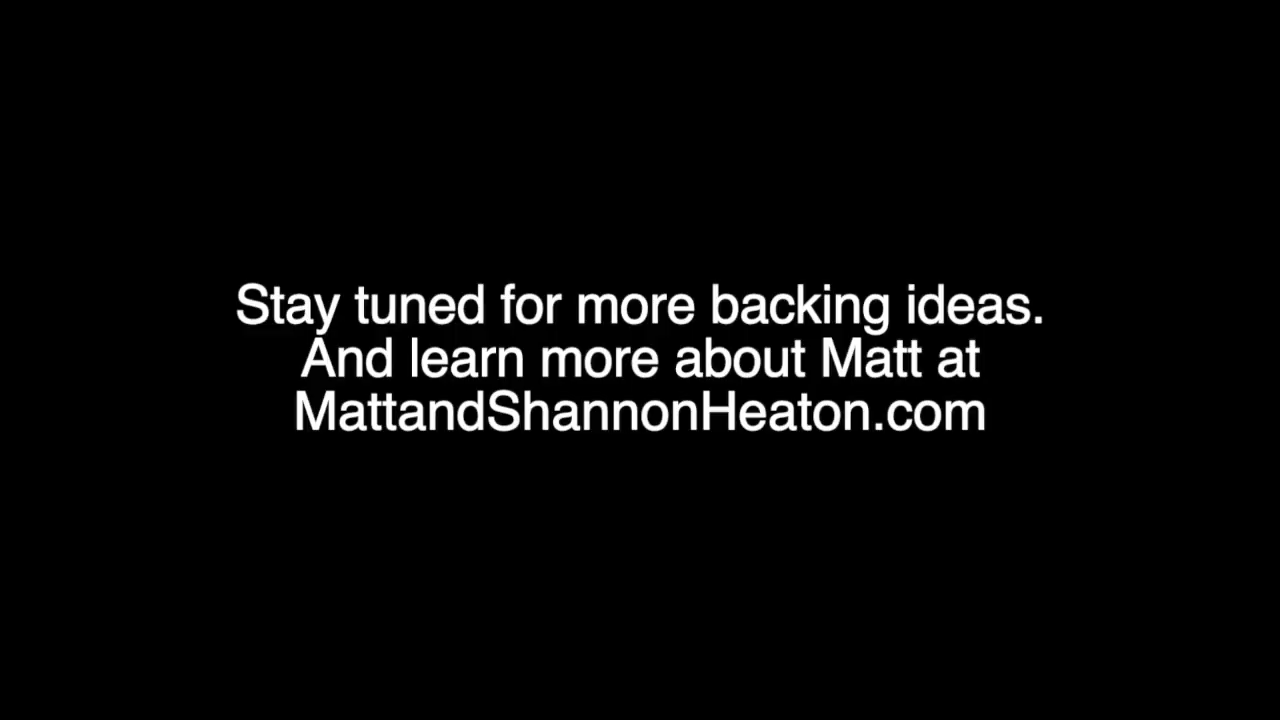 Stay tuned for more backing ideas.
And learn more about Matt at
MattandShannonHeaton.com